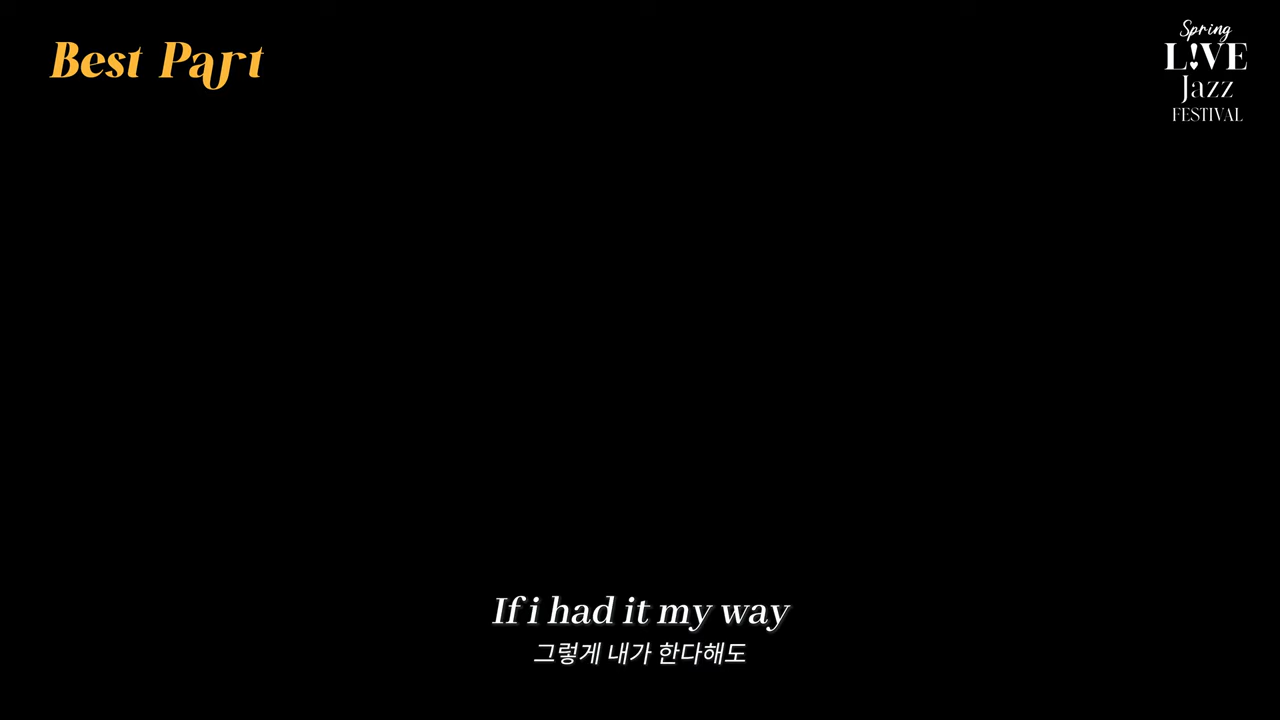 Best Part
Spring
L!VE
Jazz
FESTIVAL
If i had it my way
그렇게 내가 한다해도